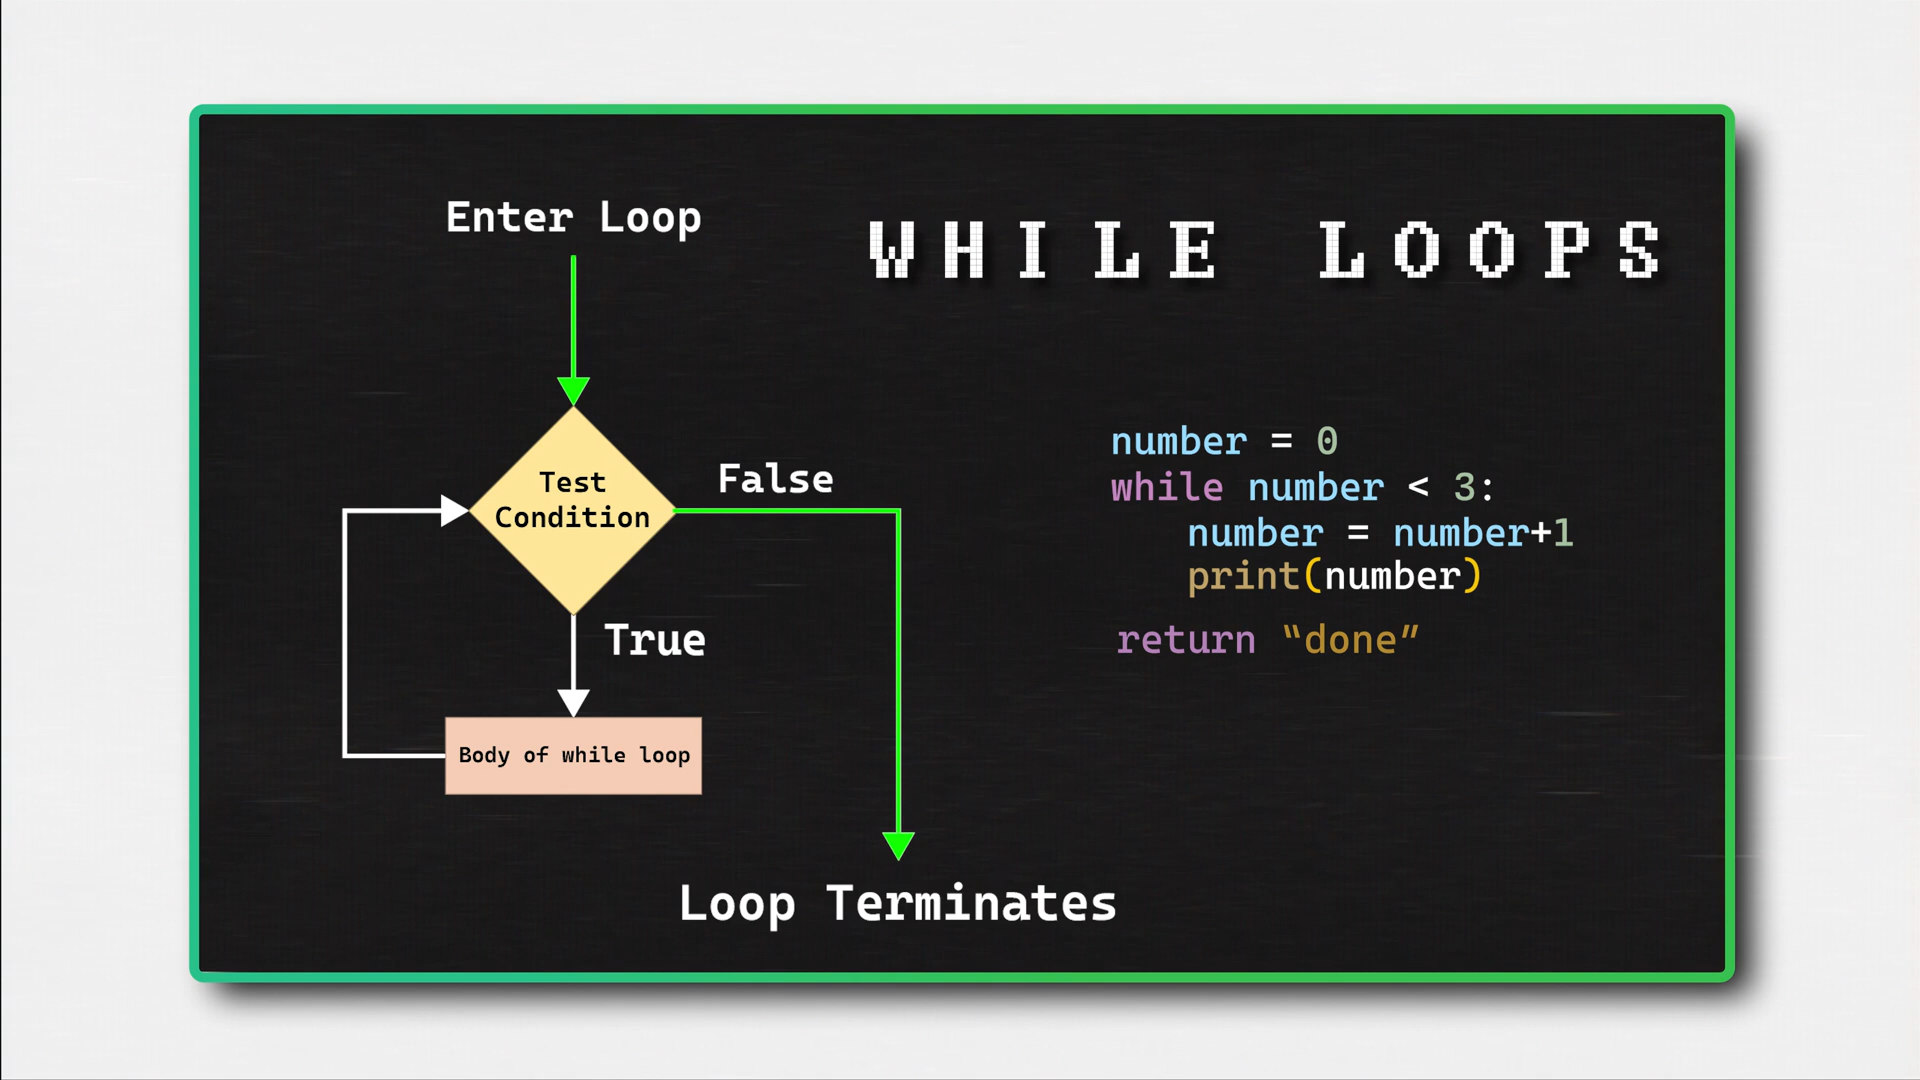 WHILE LOOPS
Enter Loop
Test
Condition
False
True
Body of while loop
Loop Terminates
number = 0
while number < 3:
    number = number+1
    print(number)
return “done”